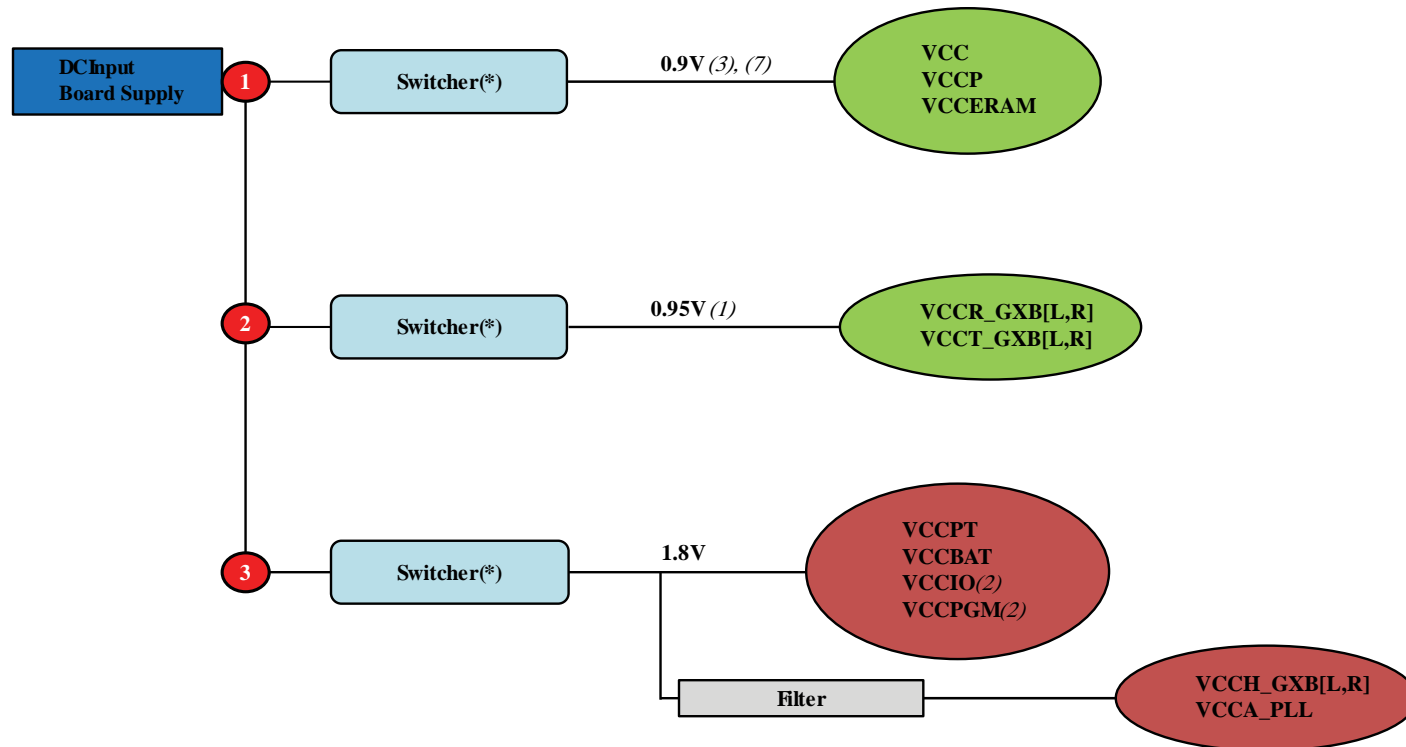 DCInput
Board Supply
1
Switcher(*)
0.9V (3), (7)
VCC
VCCP
VCCERAM
2
Switcher(*)
0.95V (1)
VCCR_GXB[L,R]
VCCT_GXB[L,R]
3
Switcher(*)
1.8V
VCCPT
VCCBAT
VCCIO(2)
VCCPGM(2)
Filter
VCCH_GXB[L,R]
VCCA_PLL